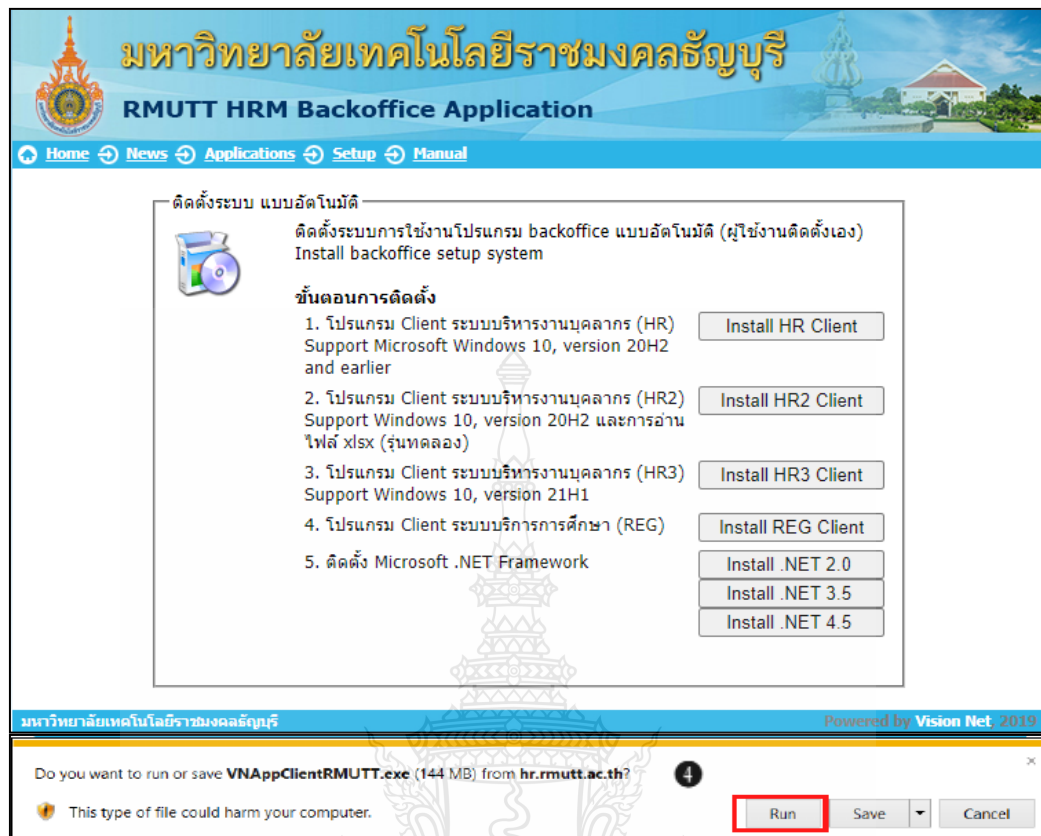 มหาวิทยาลัยเทคโนโลยีราชมงคลธัญบุรี
RMUTT HRM Backoffice Application
Home News Applications Setup Manual
ติดตั้งระบบ แบบอัตโนมัติ
ติดตั้งระบบการใช้งานโปรแกรม backoffice แบบอัตโนมัติ (ผู้ใช้งานติดตั้งเอง)
Install backoffice setup system
ขั้นตอนการติดตั้ง
1. โปรแกรม Client ระบบบริหารงานบุคลากร (HR)
Support Microsoft Windows 10, version 20H2
and earlier
Install HR Client
2. โปรแกรม Client ระบบบริหารงานบุคลากร (HR2)
Support Windows 10, version 20H2 และการอ่าน
ไฟล์ xlsx (รุ่นทดลอง)
Install HR2 Client
3. โปรแกรม Client ระบบบริหารงานบุคลากร (HR3)
Support Windows 10, version 21H1
Install HR3 Client
4. โปรแกรม Client ระบบบริการการศึกษา (REG)
Install REG Client
5. ติดตั้ง Microsoft .NET Framework
Install .NET 2.0
Install .NET 3.5
Install .NET 4.5
มหาวิทยาลัยเทคโนโลยีราชมงคลธัญบุรี
Powered by Vision Net, 2019
Do you want to run or save VNAppClientRMUTT.exe (144 MB) from hr.rmutt.ac.th?
4
×
This type of file could harm your computer.
Run Save Cancel